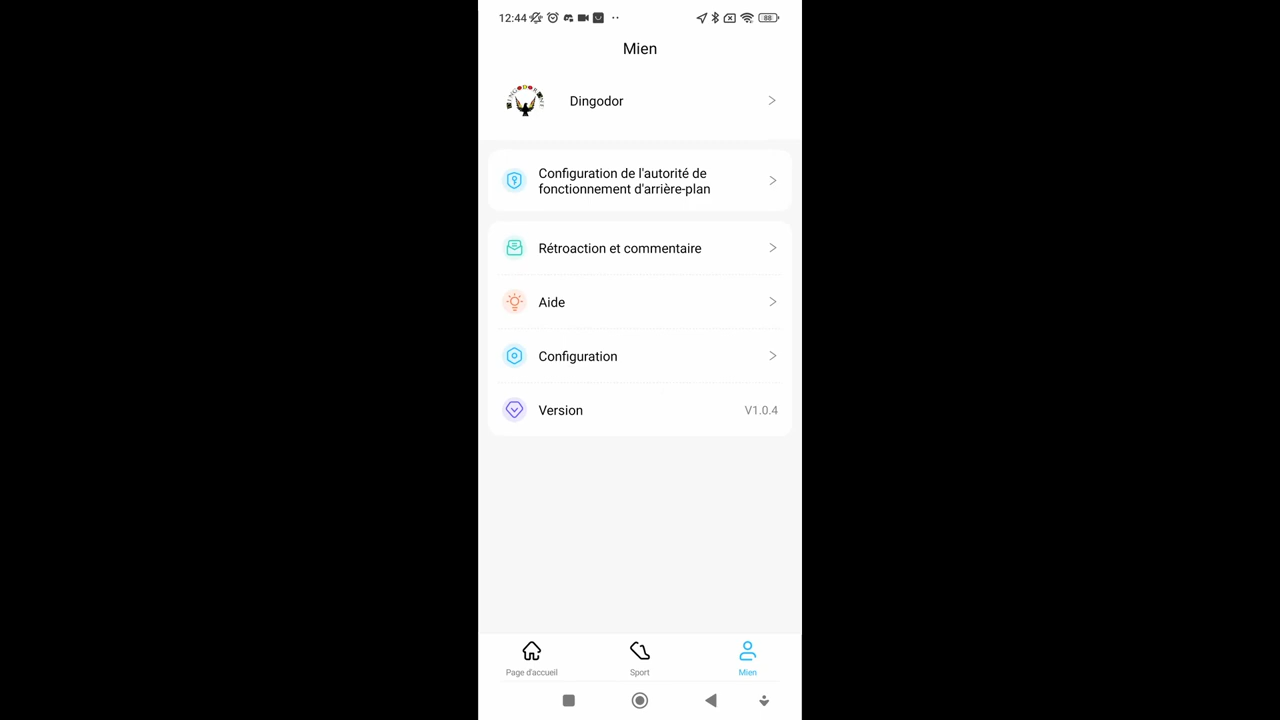 12:44
88
Mien
Dingodor
Configuration de l'autorité de
fonctionnement d'arrière-plan
Rétroaction et commentaire
Aide
Configuration
Version
V1.0.4
Page d'accueil
Sport
Mien